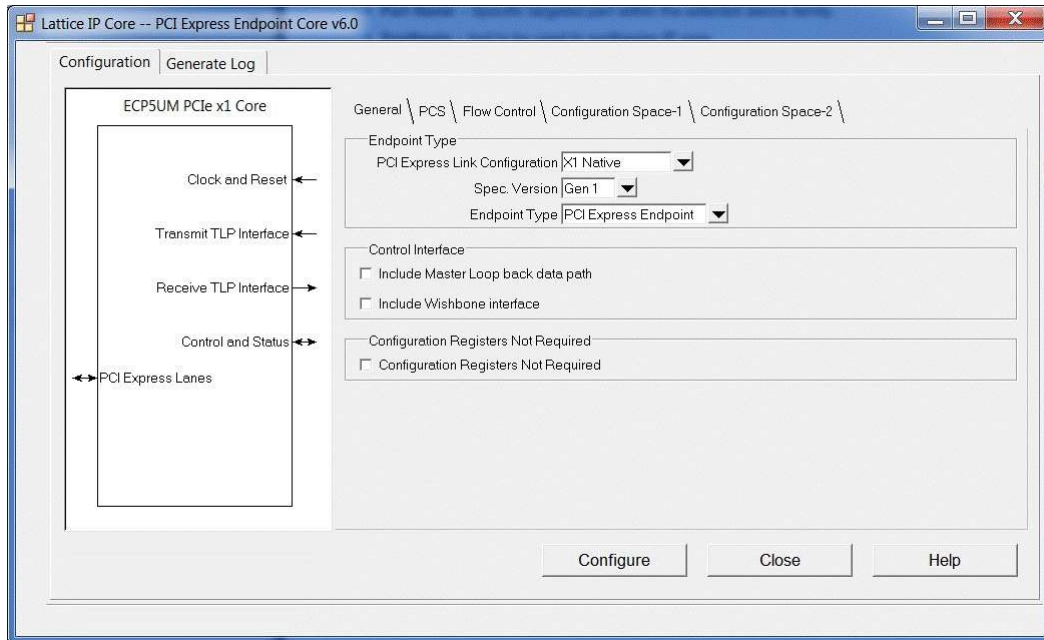 Lattice IP Core -- PCI Express Endpoint Core v6.0
Configuration
Generate Log
ECP5UM PCIe x1 Core
Clock and Reset
Transmit TLP Interface
Receive TLP Interface
Control and Status
PCI Express Lanes
General \ PCS \ Flow Control \ Configuration Space-1 \ Configuration Space-2 \
Endpoint Type
PCI Express Link Configuration X1 Native
Spec. Version Gen 1
Endpoint Type PCI Express Endpoint
Control Interface
Include Master Loop back data path
Include Wishbone interface
Configuration Registers Not Required
Configuration Registers Not Required
Configure Close Help